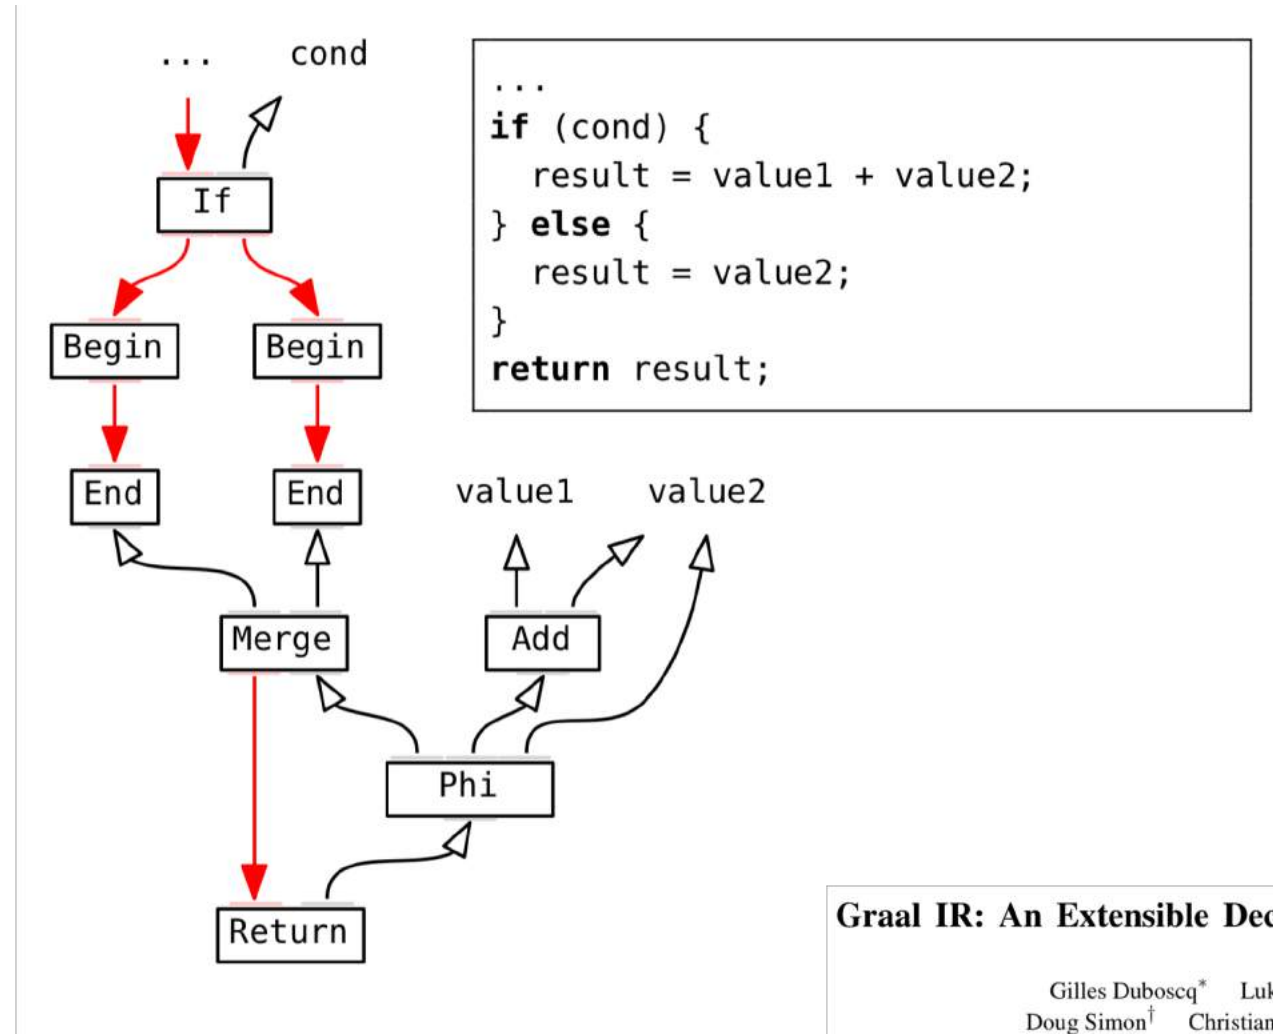 ... cond
If
Begin Begin
End End
Merge
Return
value1 value2
Add
Phi
...
if (cond) {
  result = value1 + value2;
} else {
  result = value2;
}
return result;
Graal IR: An Extensible
Gilles Duboscq*
Doug Simon† Christian